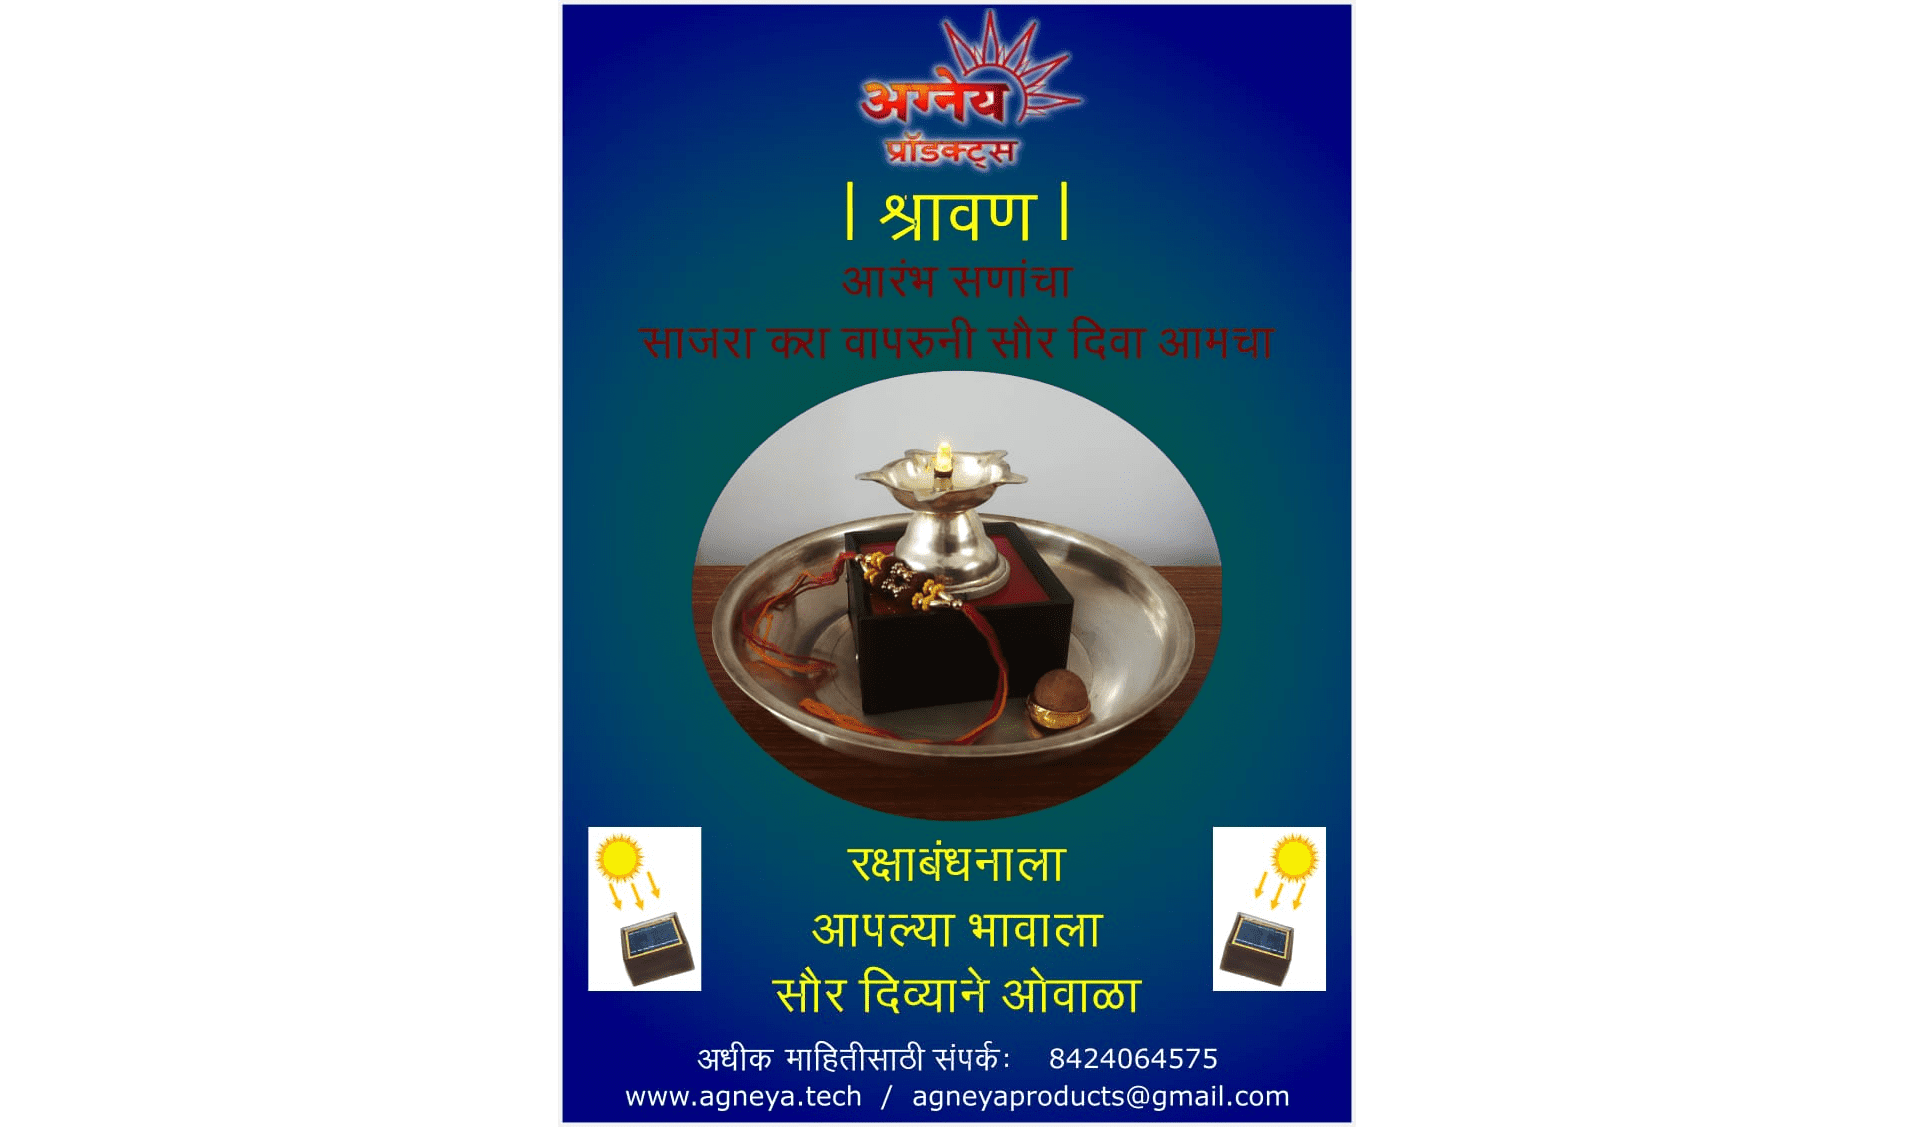 अग्नेय
प्रॉडक्ट्स
| श्रावण |
आरंभ सणांचा
साजरा करा वापरुनी सौर दिवा आमचा
रक्षाबंधनाला
आपल्या भावाला
सौर दिव्याने ओवाळा
अधीक माहितीसाठी संपर्क: 8424064575
www.agneya.tech / agneyaproducts@gmail.com